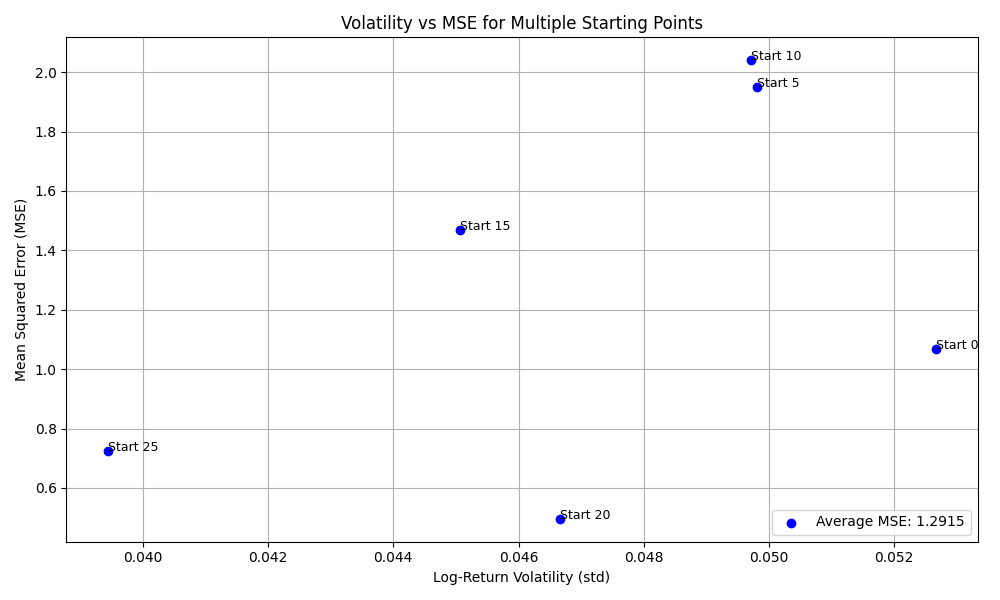 Volatility vs MSE for Multiple Starting Points
Mean Squared Error (MSE)
2.0
1.8
1.6
1.4
1.2
1.0
0.8
0.6
Start 10
Start 5
Start 15
Start 0
Start 25
Start 20
Average MSE: 1.2915
0.040 0.042 0.044 0.046 0.048 0.050 0.052
Log-Return Volatility (std)